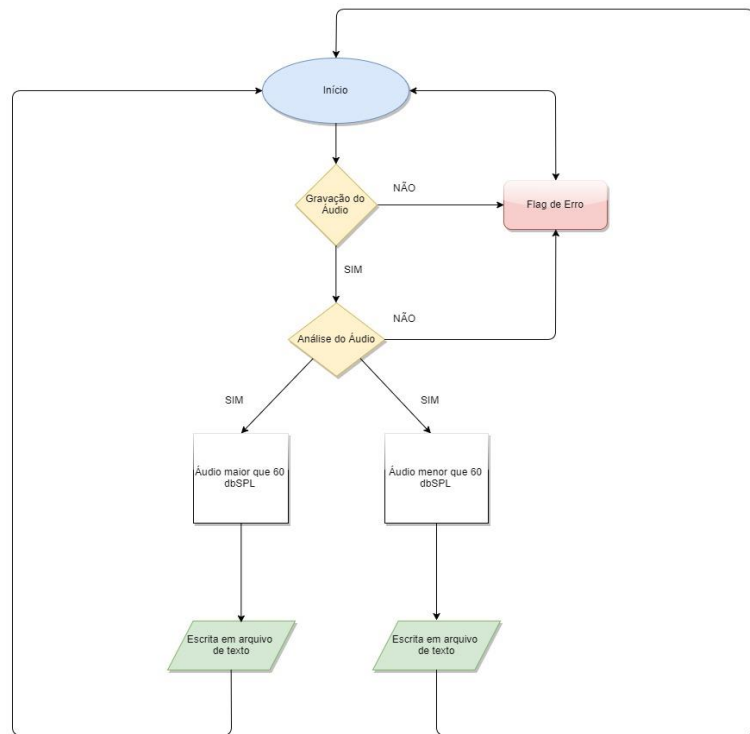 Início
Gravação do
Áudio
NÃO
Flag de Erro
SIM
Análise do Áudio
NÃO
SIM
SIM
Áudio maior que 60
dbSPL
Áudio menor que 60
dbSPL
Escrita em arquivo
de texto
Escrita em arquivo
de texto